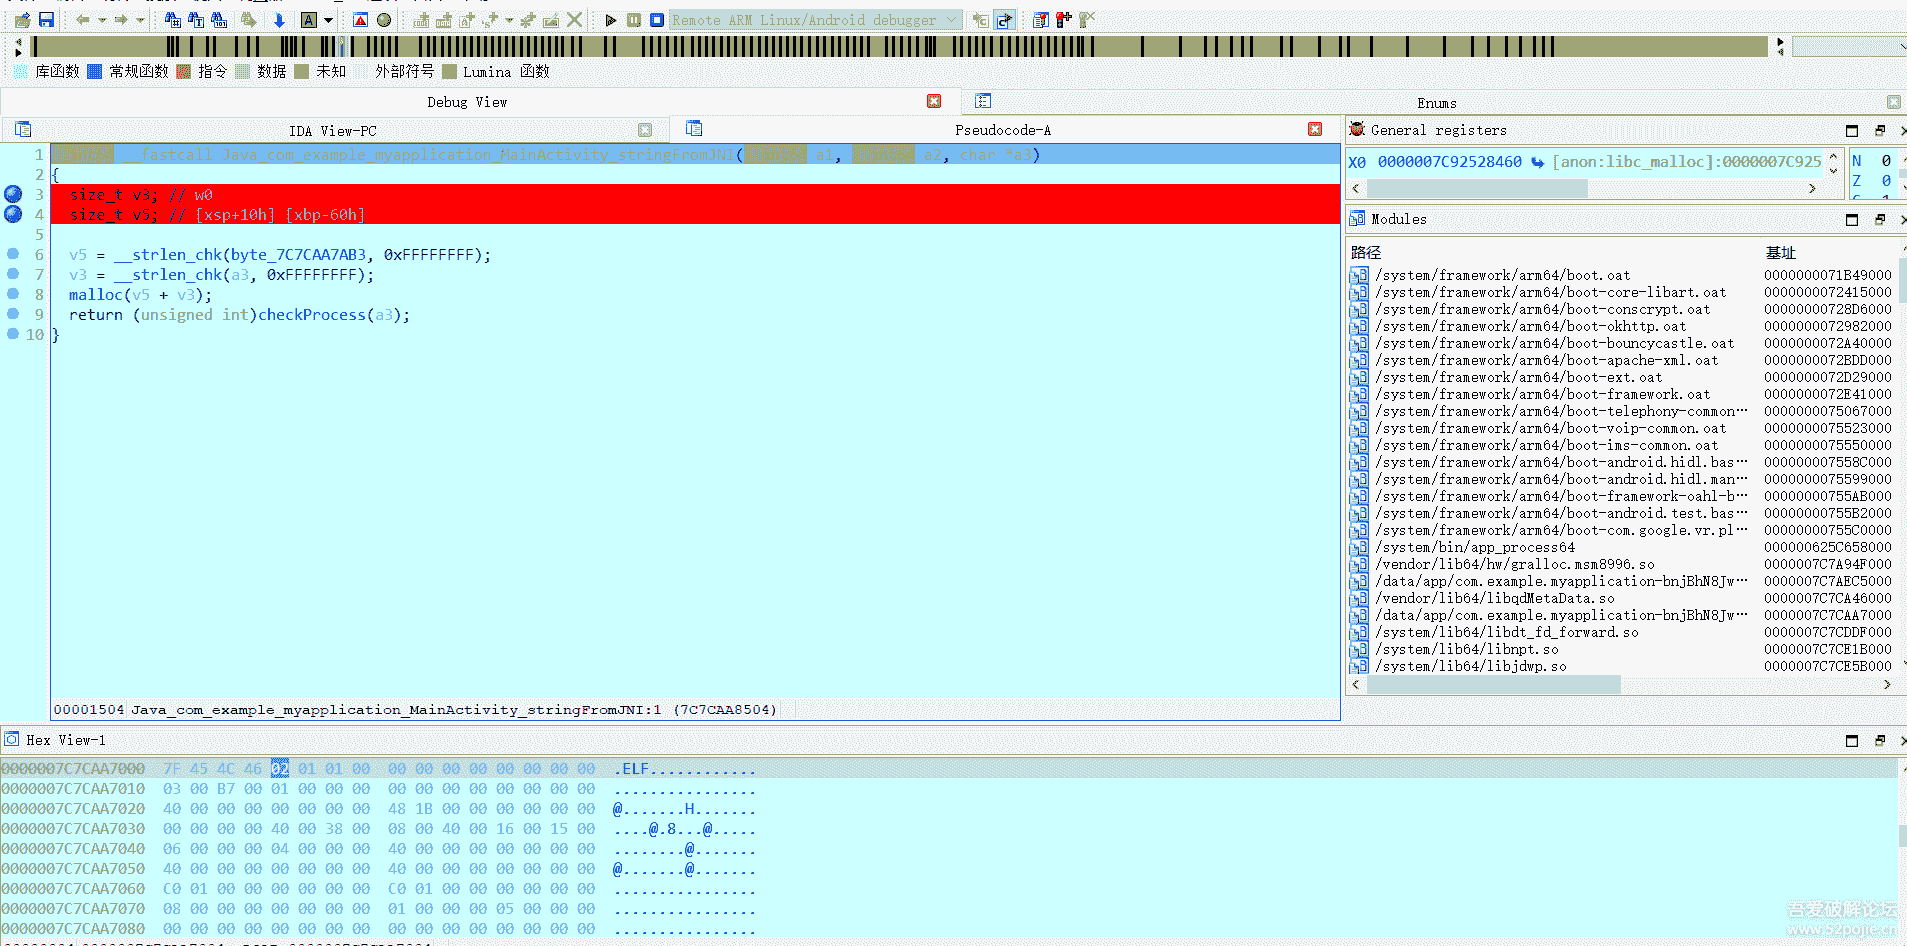 Remote ARM Linux/Android debugger
库函数 常规函数 指令 数据 未知 外部符号 Lumina 函数
Debug View
Enums
IDA View-PC
Pseudocode-A
1 __fastcall Java_com_example_myapplication_MainActivity_stringFromJNI( a1, a2, char *a3)
2 {
3 size_t v3; // w0
4 size_t v5; // [xsp+10h] [xbp-60h]
5
6 v5 = __strlen_chk(byte_7C7CAA7AB3, 0xFFFFFFFF);
7 v3 = __strlen_chk(a3, 0xFFFFFFFF);
8 malloc(v5 + v3);
9 return (unsigned int)checkProcess(a3);
10 }
00001504 Java_com_example_myapplication_MainActivity_stringFromJNI:1 (7C7CAA8504)
General registers
X0 0000007C92528460 [anon:libc_malloc]:0000007C925
N 0
Z 0
Modules
路径 基址
/system/framework/arm64/boot.oat 0000000071B49000
/system/framework/arm64/boot-core-libart.oat 0000000072415000
/system/framework/arm64/boot-conscrypt.oat 00000000728D6000
/system/framework/arm64/boot-okhttp.oat 0000000072982000
/system/framework/arm64/boot-bouncycastle.oat 0000000072A40000
/system/framework/arm64/boot-apache-xml.oat 0000000072BDD000
/system/framework/arm64/boot-ext.oat 0000000072D29000
/system/framework/arm64/boot-framework.oat 0000000072E41000
/system/framework/arm64/boot-telephony-common… 0000000075067000
/system/framework/arm64/boot-voip-common.oat 0000000075523000
/system/framework/arm64/boot-ims-common.oat 0000000075550000
/system/framework/arm64/boot-android.hidl.bas… 000000007558C000
/system/framework/arm64/boot-android.hidl.man… 0000000075599000
/system/framework/arm64/boot-framework-oahl-b… 00000000755AB000
/system/framework/arm64/boot-android.test.bas… 00000000755B2000
/system/framework/arm64/boot-com.google.vr.pl… 00000000755C0000
/system/bin/app_process64 000000625C658000
/vendor/lib64/hw/gralloc.msm8996.so 0000007C7A94F000
/data/app/com.example.myapplication-bnjBhN8Jw… 0000007C7AEC5000
/vendor/lib64/libqdMetaData.so 0000007C7CA46000
/data/app/com.example.myapplication-bnjBhN8Jw… 0000007C7CAA7000
/system/lib64/libdt_fd_forward.so 0000007C7CDDF000
/system/lib64/libnpt.so 0000007C7CE1B000
/system/lib64/libjdwp.so 0000007C7CE5B000
Hex View-1
0000007C7CAA7000 7F 45 4C 46 02 01 01 00 00 00 00 00 00 00 00 00 .ELF............
0000007C7CAA7010 03 00 B7 00 01 00 00 00 00 00 00 00 00 00 00 00 ................
0000007C7CAA7020 40 00 00 00 00 00 00 00 48 1B 00 00 00 00 00 00 @.......H.......
0000007C7CAA7030 00 00 00 00 40 00 38 00 08 00 40 00 16 00 15 00 ....@.8...@.....
0000007C7CAA7040 06 00 00 00 04 00 00 00 40 00 00 00 00 00 00 00 ........@.......
0000007C7CAA7050 40 00 00 00 00 00 00 00 40 00 00 00 00 00 00 00 @.......@.......
0000007C7CAA7060 C0 01 00 00 00 00 00 00 C0 01 00 00 00 00 00 00 ................
0000007C7CAA7070 08 00 00 00 00 00 00 00 01 00 00 00 05 00 00 00 ................
0000007C7CAA7080 00 00 00 00 00 00 00 00 00 00 00 00 00 00 00 00 ................
吾爱破解论坛
www.52pojie.cn